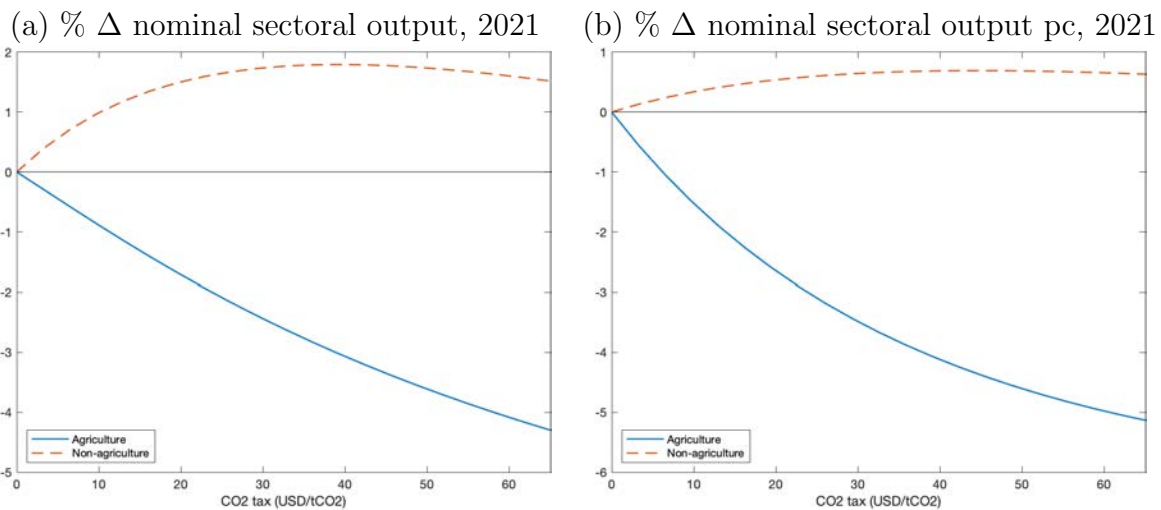 (a) % Δ nominal sectoral output, 2021
2
1
0
-1
-2
-3
-4
-5
Agriculture
Non-agriculture
0 10 20 30 40 50 60
CO2 tax (USD/tCO2)
(b) % Δ nominal sectoral output pc, 2021
1
0
-1
-2
-3
-4
-5
-6
Agriculture
Non-agriculture
0 10 20 30 40 50 60
CO2 tax (USD/tCO2)